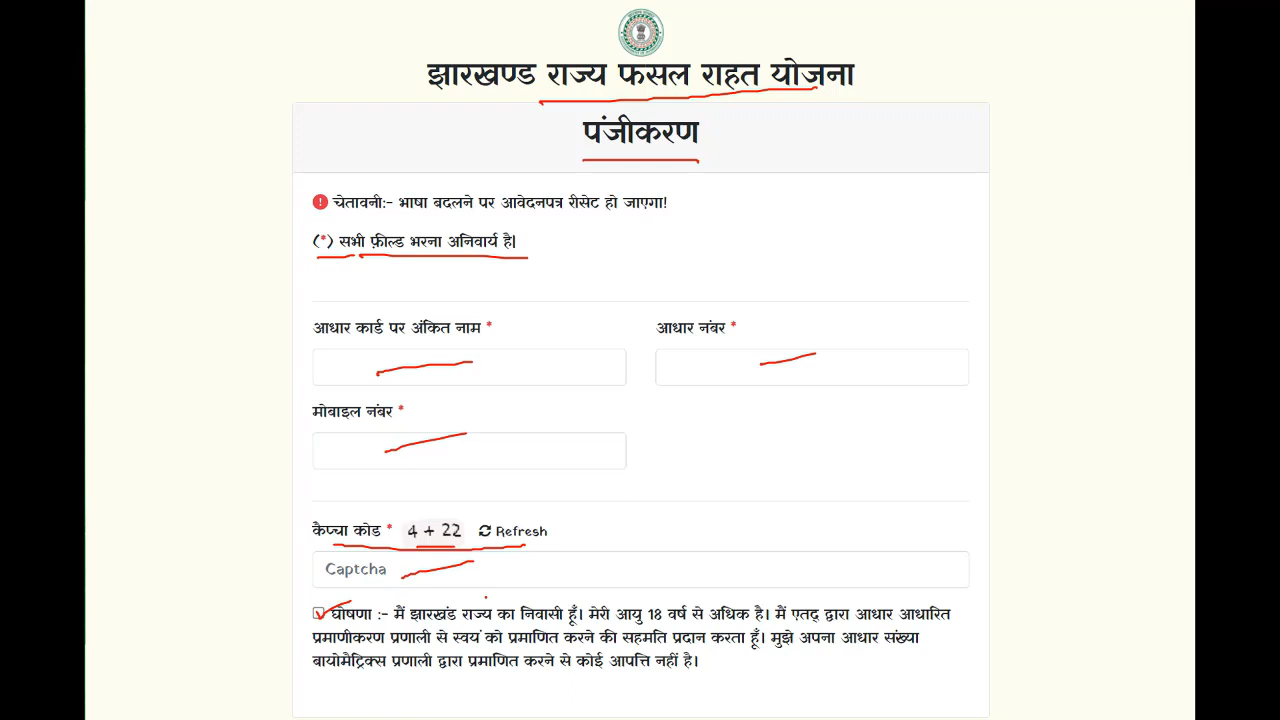 झारखण्ड राज्य फसल राहत योजना
पंजीकरण
! चेतावनी:- भाषा बदलने पर आवेदनपत्र रीसेट हो जाएगा!
(*) सभी फ़ील्ड भरना अनिवार्य है।
आधार कार्ड पर अंकित नाम *
आधार नंबर *
मोबाइल नंबर *
कैप्चा कोड * 4 + 22 Refresh
Captcha
घोषणा :- मैं झारखंड राज्य का निवासी हूँ। मेरी आयु 18 वर्ष से अधिक है। मैं एतद् द्वारा आधार आधारित
प्रमाणीकरण प्रणाली से स्वयं को प्रमाणित करने की सहमति प्रदान करता हूँ। मुझे अपना आधार संख्या
बायोमैट्रिक्स प्रणाली द्वारा प्रमाणित करने से कोई आपत्ति नहीं है।